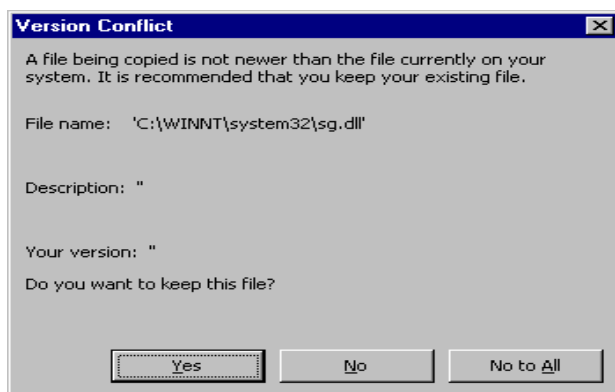 Version Conflict
A file being copied is not newer than the file currently on your
system. It is recommended that you keep your existing file.
File name: 'C:\WINNT\system32\sg.dll'
Description: ''
Your version: ''
Do you want to keep this file?
Yes No No to All